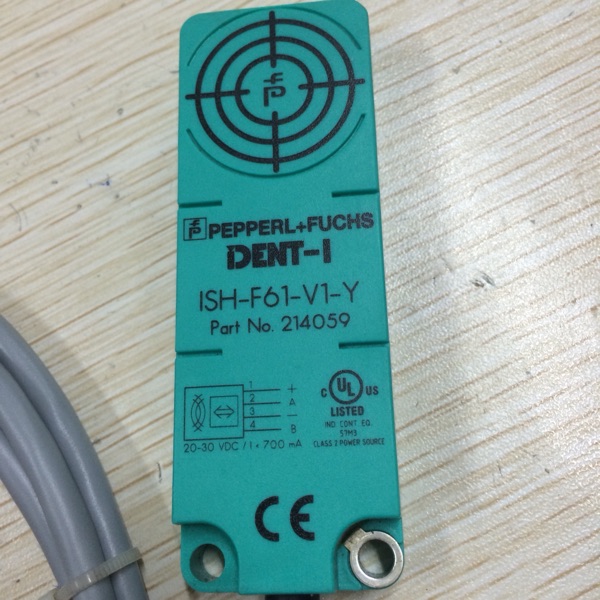 PEPPERL+FUCHS
IDENT-I
ISH-F61-V1-Y
Part No. 214059
1 +
2 A
3 –
4 B
20-30 VDC / I < 700 mA
C UL US
LISTED
IND. CONT. EQ.
57M3
CLASS 2 POWER SOURCE
CE